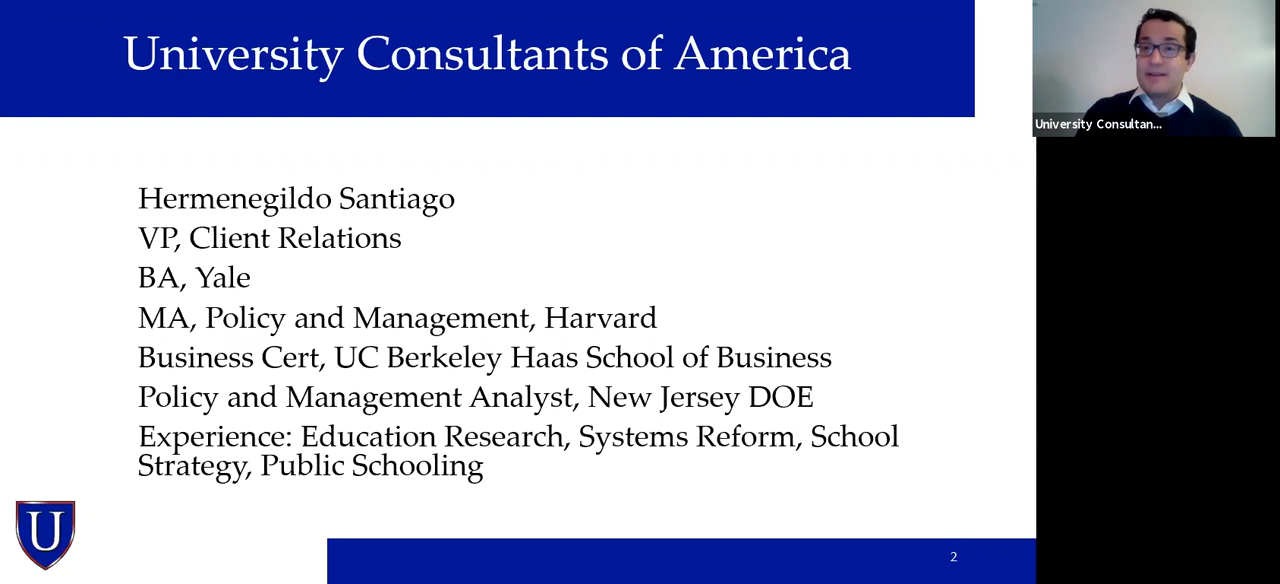 University Consultants of America
University Consultan...
Hermenegildo Santiago
VP, Client Relations
BA, Yale
MA, Policy and Management, Harvard
Business Cert, UC Berkeley Haas School of Business
Policy and Management Analyst, New Jersey DOE
Experience: Education Research, Systems Reform, School
Strategy, Public Schooling
U
2